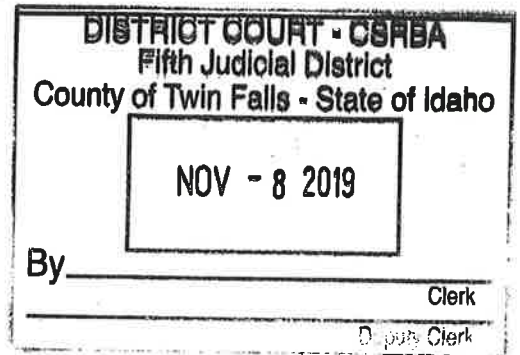 DISTRICT COURT - CSRBA
Fifth Judicial District
County of Twin Falls - State of Idaho
NOV - 8 2019
By
Clerk
Deputy Clerk